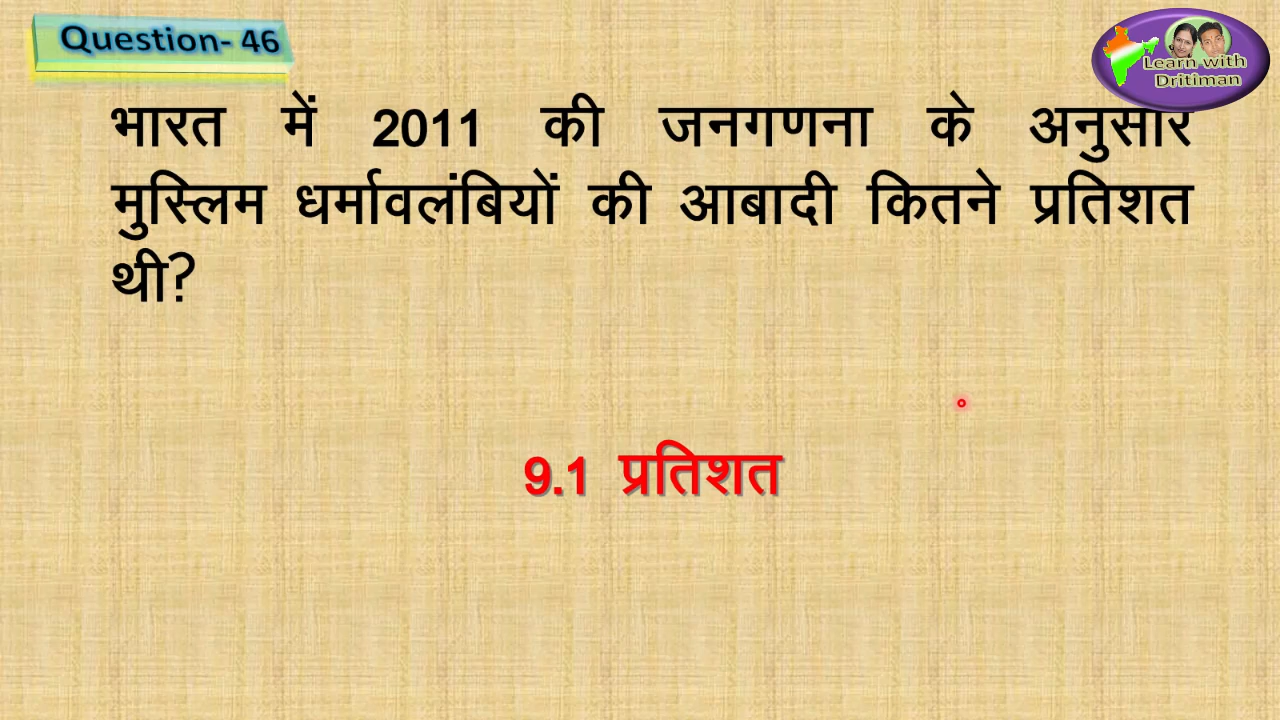 Question- 46
Learn with
Dritiman
भारत में 2011 की जनगणना के अनुसार
मुस्लिम धर्मावलंबियों की आबादी कितने प्रतिशत
थी?
9.1 प्रतिशत